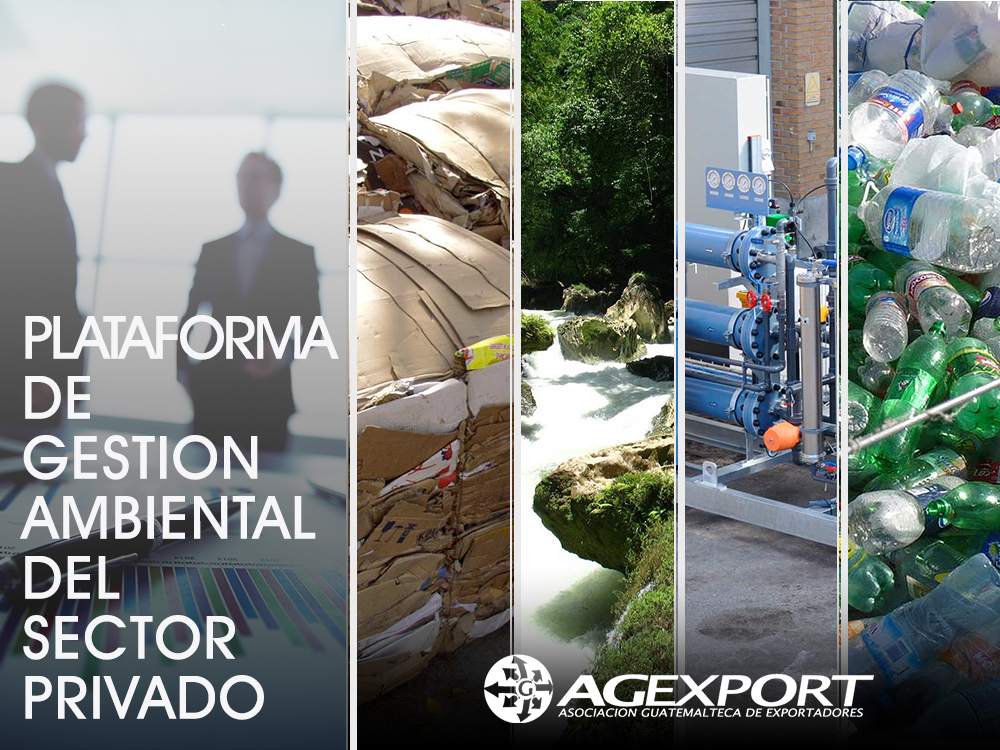 PLATAFORMA
DE
GESTION
AMBIENTAL
DEL
SECTOR
PRIVADO
AGEXPORT
ASOCIACION GUATEMALTECA DE EXPORTADORES